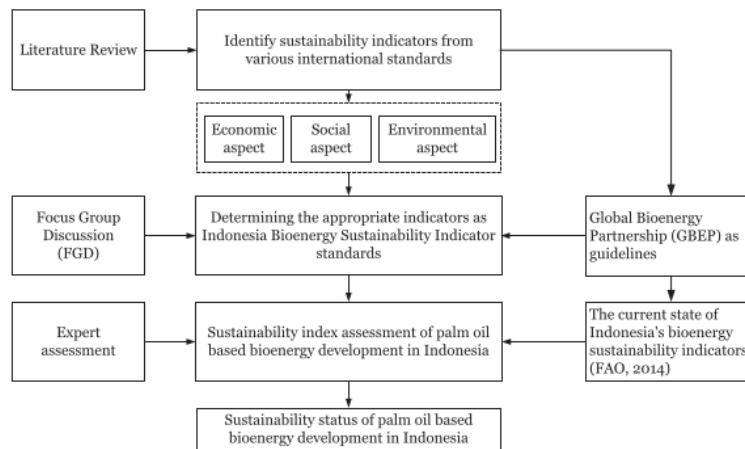 Literature Review
Identify sustainability indicators from
various international standards
Economic
aspect
Social
aspect
Environmental
aspect
Focus Group
Discussion
(FGD)
Determining the appropriate indicators as
Indonesia Bioenergy Sustainability Indicator
standards
Global Bioenergy
Partnership (GBEP) as
guidelines
Expert
assessment
Sustainability index assessment of palm oil
based bioenergy development in Indonesia
The current state of
Indonesia's bioenergy
sustainability indicators
(FAO, 2014)
Sustainability status of palm oil based
bioenergy development in Indonesia